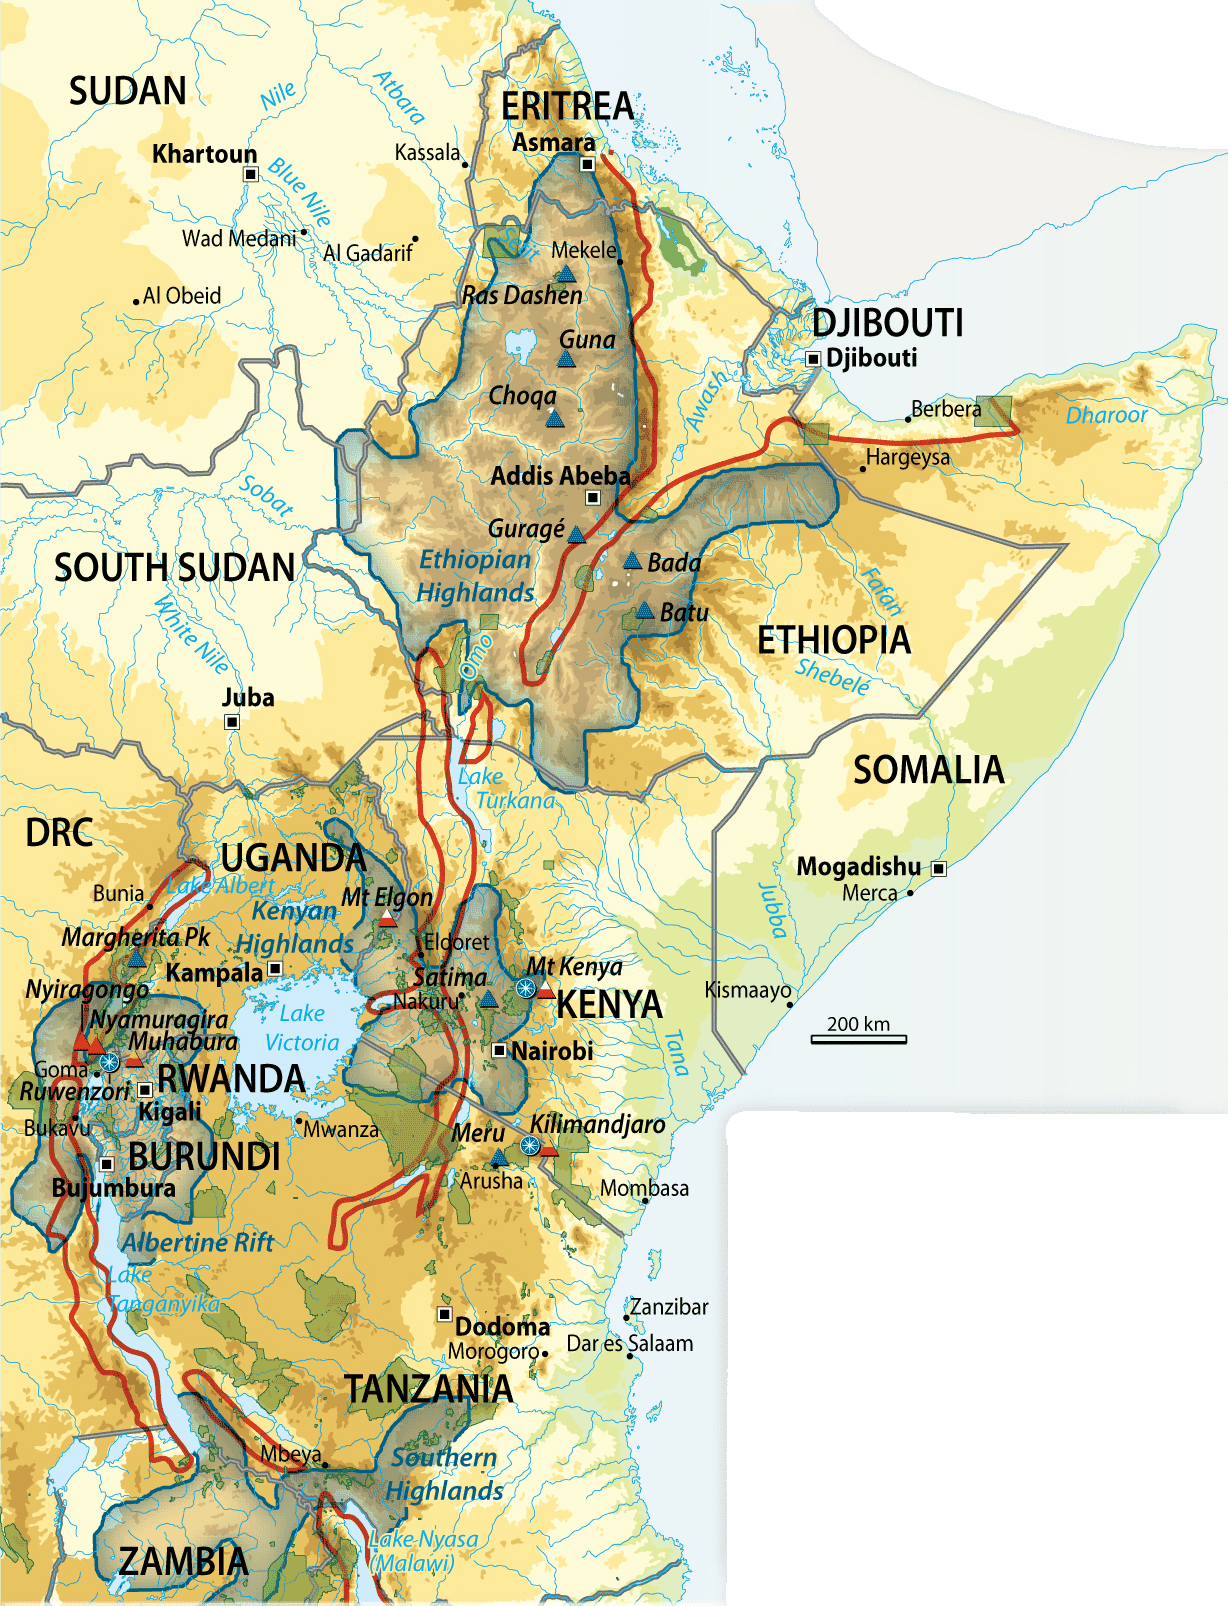 SUDAN
Nile
Atbara
ERITREA
Asmara
Khartoun
Kassala
Blue Nile
Wad Medani
Al Gadarif
Mekele
Al Obeid
Ras Dashen
Guna
DJIBOUTI
Djibouti
Choqa
Awash
Berbera
Dharoor
Hargeysa
Sobat
Addis Abeba
Guragé
SOUTH SUDAN
Ethiopian
Highlands
Bada
Batu
Fafan
White Nile
Omo
ETHIOPIA
Shebelé
Juba
Lake
Turkana
SOMALIA
DRC
UGANDA
Mogadishu
Merca
Bunia
Lake Albert
Mt Elgon
Kenyan
Highlands
Jubba
Margherita Pk
Eldoret
Kampala
Satima
Mt Kenya
Nyiragongo
Nakuru
KENYA
Kismaayo
Nyamuragira
Lake
Victoria
200 km
Muhabura
Nairobi
Tana
Goma
RWANDA
Ruwenzori
Kigali
Bukavu
Mwanza
Meru
Kilimandjaro
BURUNDI
Bujumbura
Arusha
Mombasa
Albertine Rift
Lake
Tanganyika
Zanzibar
Dodoma
Morogoro
Dar es Salaam
TANZANIA
Mbeya
Southern
Highlands
Lake Nyasa
(Malawi)
ZAMBIA